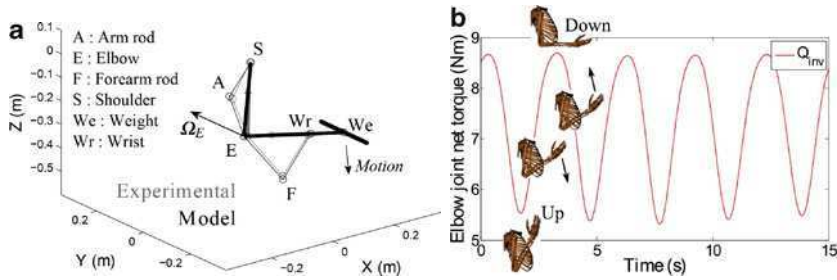 a
0.1
0
-0.1
-0.2
-0.3
-0.4
-0.5
Z (m)
A : Arm rod
E : Elbow
F : Forearm rod
S : Shoulder
We : Weight
Wr : Wrist
S
A
Ω_E
E
Wr
We
F
Motion
Experimental
Model
0.2
0
-0.2
Y (m)
-0.2
0
0.2
X (m)
b
9
8
7
6
5
Elbow joint net torque (Nm)
Down
Up
Q_inv
0
5
10
15
Time (s)